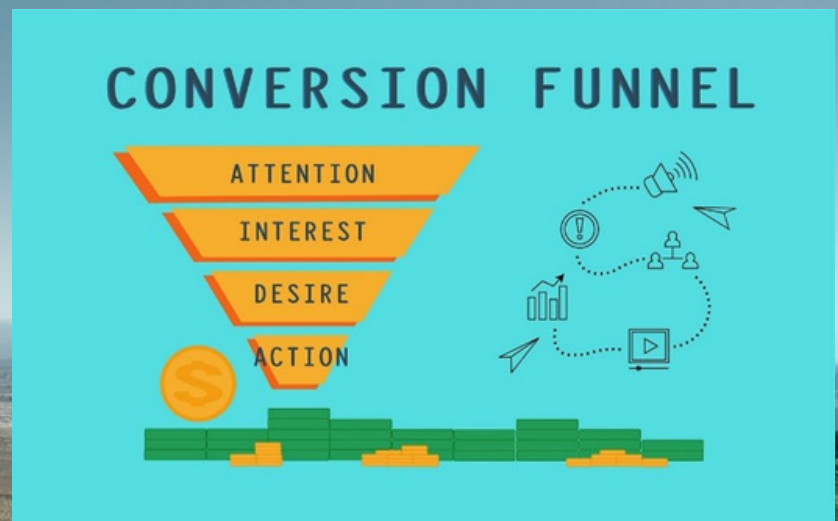 CONVERSION FUNNEL
ATTENTION
INTEREST
DESIRE
ACTION
S